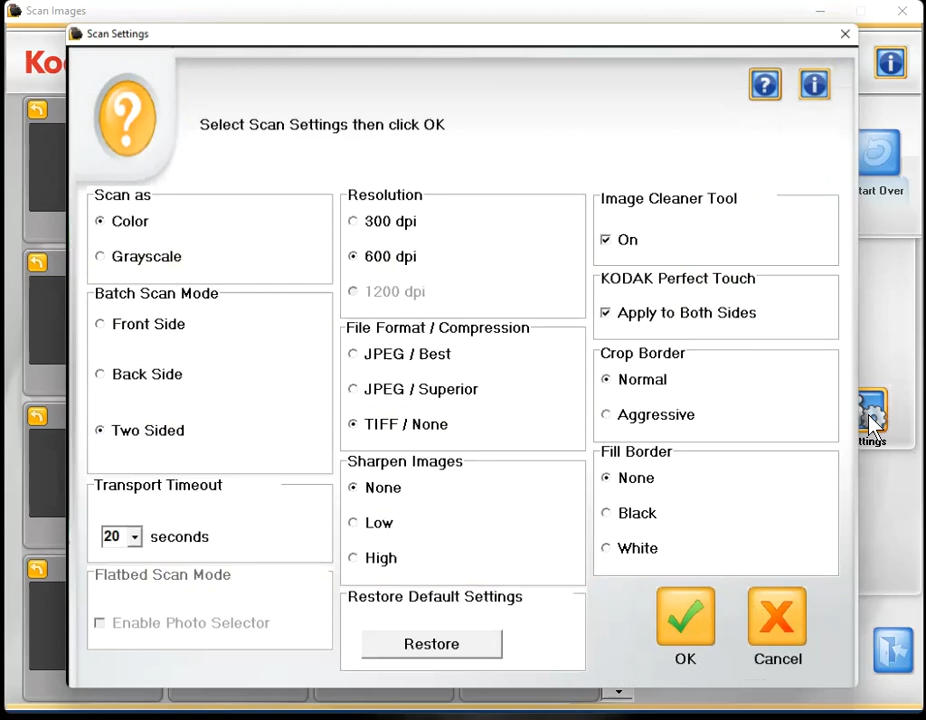 Scan Images
Scan Settings
Ko
Select Scan Settings then click OK
tart Over
Scan as
Color
Grayscale
Batch Scan Mode
Front Side
Back Side
Two Sided
Transport Timeout
20 seconds
Flatbed Scan Mode
Enable Photo Selector
Resolution
300 dpi
600 dpi
1200 dpi
File Format / Compression
JPEG / Best
JPEG / Superior
TIFF / None
Sharpen Images
None
Low
High
Restore Default Settings
Restore
Image Cleaner Tool
On
KODAK Perfect Touch
Apply to Both Sides
Crop Border
Normal
Aggressive
Fill Border
None
Black
White
OK
Cancel
ttings